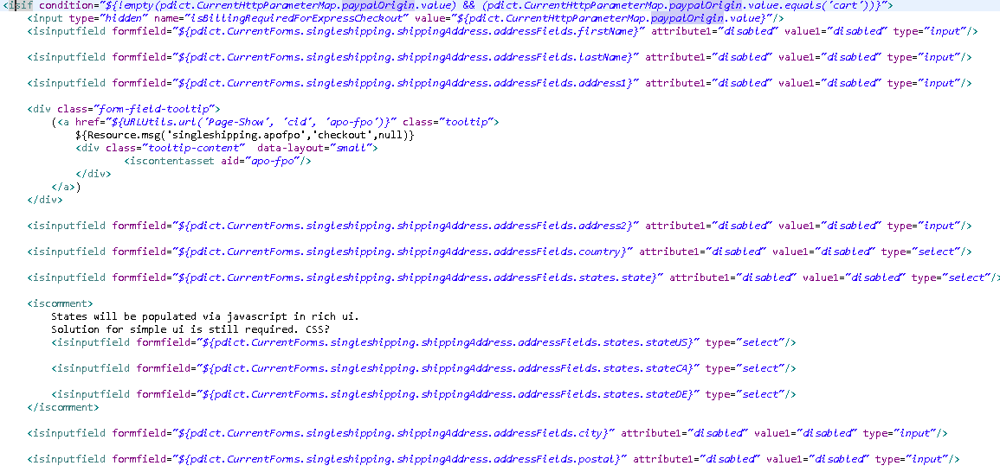 <isif condition="${!empty(pdict.CurrentHttpParameterMap.paypalOrigin.value) && (pdict.CurrentHttpParameterMap.paypalOrigin.value.equals('cart'))}">
<input type="hidden" name="isBillingRequiredForExpressCheckout" value="${pdict.CurrentHttpParameterMap.paypalOrigin.value}"/>
<isinputfield formfield="${pdict.CurrentForms.singleshipping.shippingAddress.addressFields.firstName}" attribute1="disabled" value1="disabled" type="input"/>
<isinputfield formfield="${pdict.CurrentForms.singleshipping.shippingAddress.addressFields.lastName}" attribute1="disabled" value1="disabled" type="input"/>
<isinputfield formfield="${pdict.CurrentForms.singleshipping.shippingAddress.addressFields.address1}" attribute1="disabled" value1="disabled" type="input"/>
<div class="form-field-tooltip">
(<a href="${URLUtils.url('Page-Show', 'cid', 'apo-fpo')}" class="tooltip">
${Resource.msg('singleshipping.apofpo','checkout',null)}
<div class="tooltip-content" data-layout="small">
<iscontentasset aid="apo-fpo"/>
</div>
</a>)
</div>
<isinputfield formfield="${pdict.CurrentForms.singleshipping.shippingAddress.addressFields.address2}" attribute1="disabled" value1="disabled" type="input"/>
<isinputfield formfield="${pdict.CurrentForms.singleshipping.shippingAddress.addressFields.country}" attribute1="disabled" value1="disabled" type="select"/>
<isinputfield formfield="${pdict.CurrentForms.singleshipping.shippingAddress.addressFields.states.state}" attribute1="disabled" value1="disabled" type="select"/>
<iscomment>
States will be populated via javascript in rich ui.
Solution for simple ui is still required. CSS?
<isinputfield formfield="${pdict.CurrentForms.singleshipping.shippingAddress.addressFields.states.stateUS}" type="select"/>
<isinputfield formfield="${pdict.CurrentForms.singleshipping.shippingAddress.addressFields.states.stateCA}" type="select"/>
<isinputfield formfield="${pdict.CurrentForms.singleshipping.shippingAddress.addressFields.states.stateDE}" type="select"/>
</iscomment>
<isinputfield formfield="${pdict.CurrentForms.singleshipping.shippingAddress.addressFields.city}" attribute1="disabled" value1="disabled" type="input"/>
<isinputfield formfield="${pdict.CurrentForms.singleshipping.shippingAddress.addressFields.postal}" attribute1="disabled" value1="disabled" type="input"/>